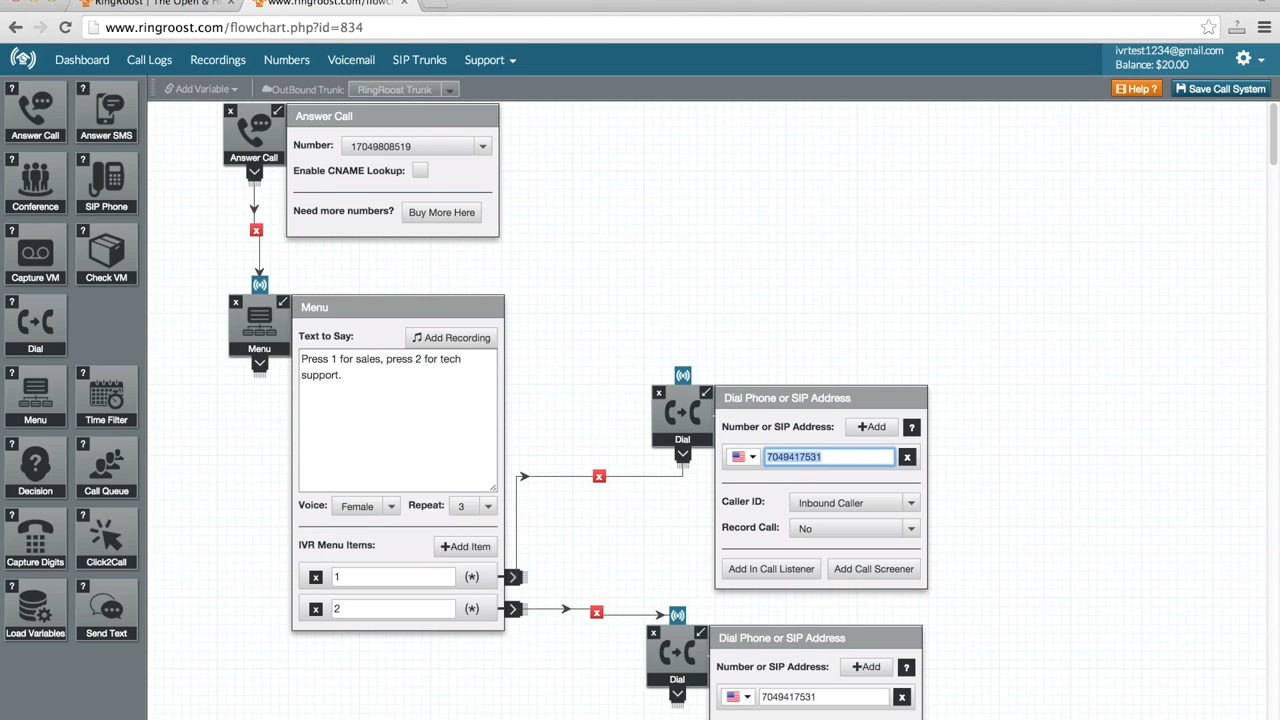 RingRoost | The Open & H
www.ringroost.com/flowc
www.ringroost.com/flowchart.php?id=834
Dashboard Call Logs Recordings Numbers Voicemail SIP Trunks Support
ivrtest1234@gmail.com
Balance: $20.00
Add Variable OutBound Trunk: RingRoost Trunk Help ? Save Call System
? ?
Answer Call Answer SMS
? ?
Conference SIP Phone
? ?
Capture VM Check VM
?
Dial
? ?
Menu Time Filter
? ?
Decision Call Queue
? ?
Capture Digits Click2Call
? ?
Load Variables Send Text
x
Answer Call
Answer Call
Number: 17049808519
Enable CNAME Lookup:
Need more numbers? Buy More Here
x
x
Menu
Menu
Text to Say: Add Recording
Press 1 for sales, press 2 for tech
support.
Voice: Female Repeat: 3
IVR Menu Items: +Add Item
x 1 (*)
x 2 (*)
x
x
x
Dial
Dial Phone or SIP Address
Number or SIP Address: +Add ?
7049417531 x
Caller ID: Inbound Caller
Record Call: No
Add In Call Listener Add Call Screener
x
Dial
Dial Phone or SIP Address
Number or SIP Address: +Add ?
7049417531 x